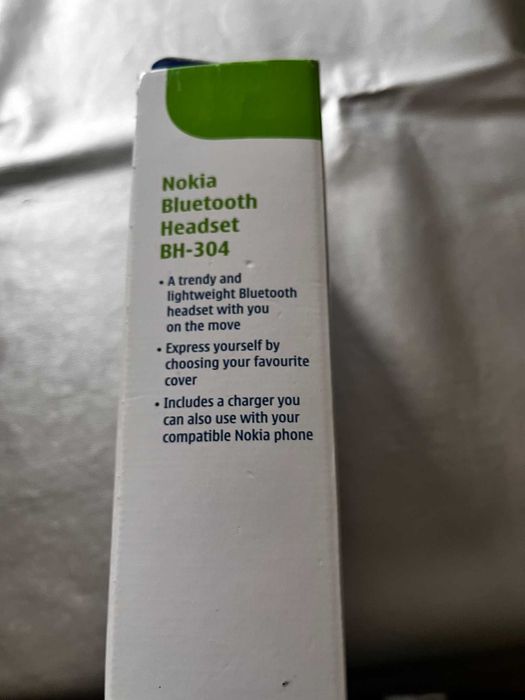 Nokia
Bluetooth
Headset
BH-304
• A trendy and
lightweight Bluetooth
headset with you
on the move
• Express yourself by
choosing your favourite
cover
• Includes a charger you
can also use with your
compatible Nokia phone